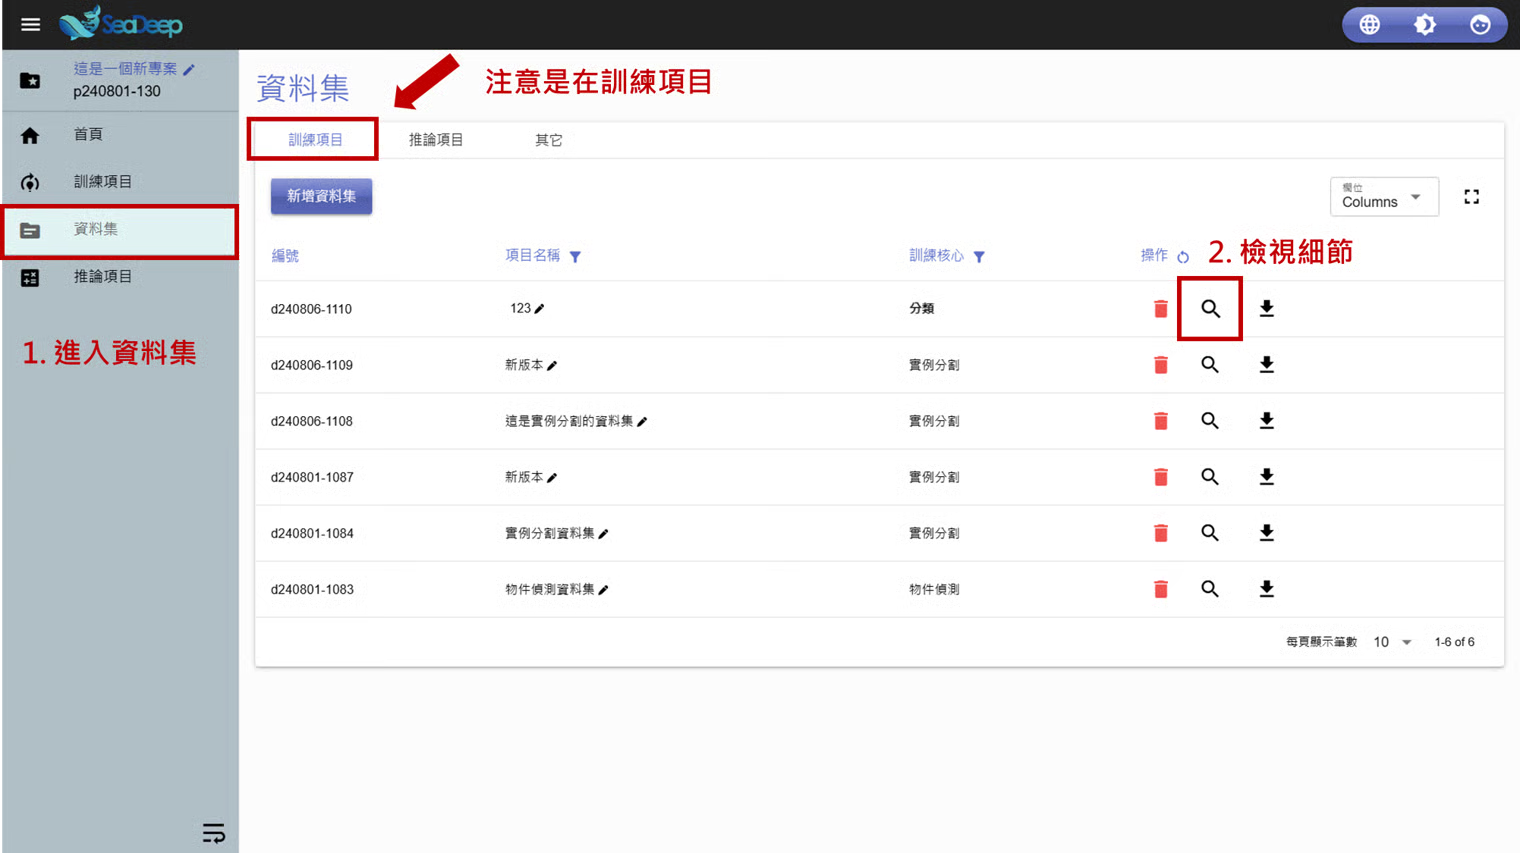 SeaDeep
這是一個新專案
p240801-130
首頁
訓練項目
資料集
推論項目
1. 進入資料集
資料集
注意是在訓練項目
訓練項目 推論項目 其它
新增資料集
欄位
Columns
編號 項目名稱 訓練核心 操作
2. 檢視細節
d240806-1110 123 分類
d240806-1109 新版本 實例分割
d240806-1108 這是實例分割的資料集 實例分割
d240801-1087 新版本 實例分割
d240801-1084 實例分割資料集 實例分割
d240801-1083 物件偵測資料集 物件偵測
每頁顯示筆數 10 1-6 of 6